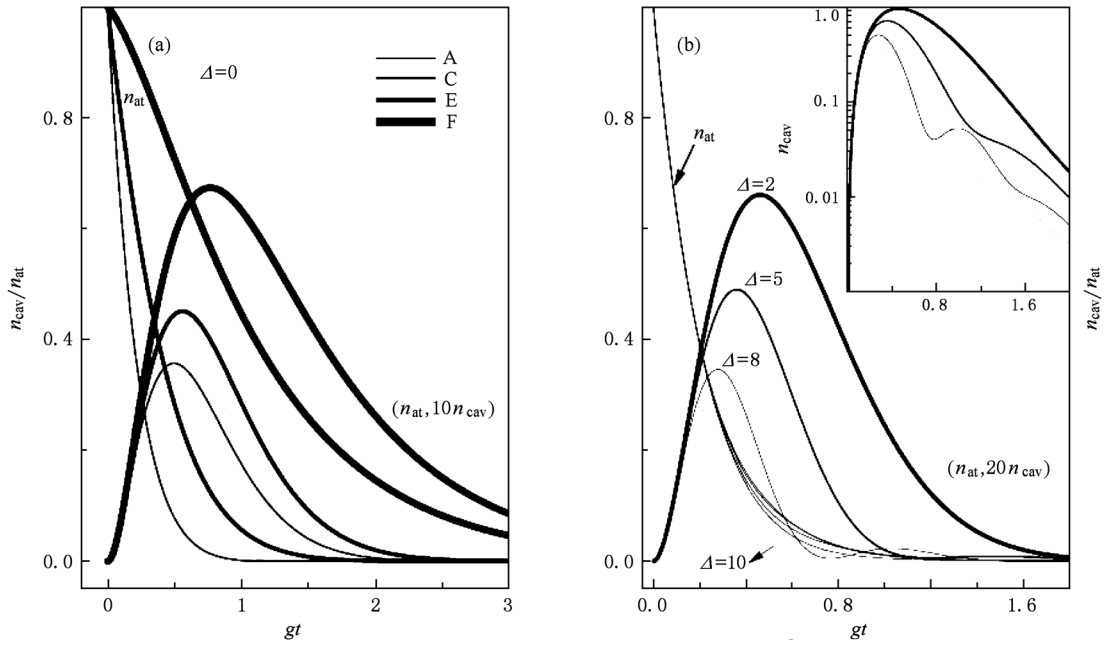 (a)
Δ=0
A
C
E
F
n_at
0.8
0.4
0.0
n_cav/n_at
(n_at,10n_cav)
0
1
2
3
gt
(b)
n_at
Δ=2
Δ=5
Δ=8
Δ=10
(n_at,20n_cav)
0.0
0.8
1.6
gt
n_cav/n_at
1.0
0.1
0.01
n_cav
0.8
1.6